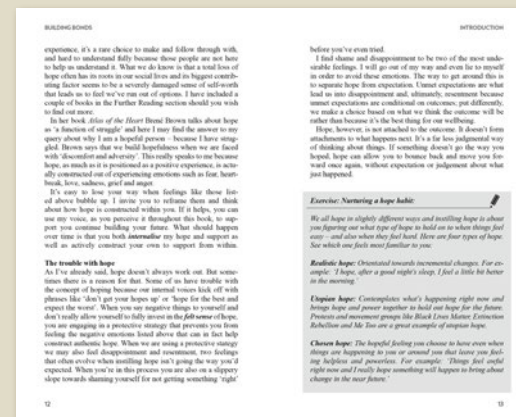 BUILDING BONDS
experience, it's a rare choice to make and follow through with,
and hard to understand fully because those people are not here
to help us understand it. What we do know is that a total loss of
hope often has its roots in our social lives and its biggest contrib-
uting factor seems to be a severely damaged sense of self-worth
that leads us to feel we've run out of options. I have included a
couple of books in the Further Reading section should you wish
to find out more.
In her book Atlas of the Heart Brené Brown talks about hope
as 'a function of struggle' and here I may find the answer to my
query about why I am a hopeful person – because I have strug-
gled. Brown says that we build hopefulness when we are faced
with 'discomfort and adversity'. This really speaks to me because
hope, as much as it is positioned as a positive experience, is actu-
ally constructed out of experiencing emotions such as fear, heart-
break, love, sadness, grief and anger.
It's easy to lose your way when feelings like those list-
ed above bubble up. I invite you to reframe them and think
about how hope is constructed within you. If it helps, you can
use my voice, as you perceive it throughout this book, to sup-
port you continue building your future. What should happen
over time is that you both internalise my hope and support as
well as actively construct your own to support from within.
The trouble with hope
As I've already said, hope doesn't always work out. But some-
times there is a reason for that. Some of us have trouble with
the concept of hoping because our internal voices kick off with
phrases like 'don't get your hopes up' or 'hope for the best and
expect the worst'. When you say negative things to yourself and
don't really allow yourself to fully invest in the felt sense of hope,
you are engaging in a protective strategy that prevents you from
feeling the negative emotions listed above that can in fact help
construct authentic hope. When we are using a protective strategy
we may also feel disappointment and resentment, two feelings
that often evolve when instilling hope isn't going the way you'd
expected. When you're in this process you are also on a slippery
slope towards shaming yourself for not getting something 'right'
12
INTRODUCTION
before you've even tried.
I find shame and disappointment to be two of the most unde-
sirable feelings. I will go out of my way and even lie to myself
in order to avoid these emotions. The way to get around this is
to separate hope from expectation. Unmet expectations are what
lead us into disappointment and, ultimately, resentment because
unmet expectations are conditional on outcomes; put differently,
we make a choice based on what we think the outcome will be
rather than because it's the best thing for our wellbeing.
Hope, however, is not attached to the outcome. It doesn't form
attachments to what happens next. It's a far less judgmental way
of thinking about things. If something doesn't go the way you
hoped, hope can allow you to bounce back and move you for-
ward once again, without expectation or judgement about what
just happened.
Exercise: Nurturing a hope habit:
We all hope in slightly different ways and instilling hope is about
you figuring out what type of hope to hold on to when things feel
easy – and also when they feel hard. Here are four types of hope.
See which one feels most familiar to you:
Realistic hope: Orientated towards incremental changes. For ex-
ample: 'I hope, after a good night's sleep, I feel a little bit better
in the morning.'
Utopian hope: Contemplates what's happening right now and
brings hope and power together to hold out hope for the future.
Protests and movement groups like Black Lives Matter, Extinction
Rebellion and Me Too are a great example of utopian hope.
Chosen hope: The hopeful feeling you choose to have even when
things are happening to you or around you that leave you feel-
ing helpless and powerless. For example: 'Things feel awful
right now and I really hope something will happen to bring about
change in the near future.'
13